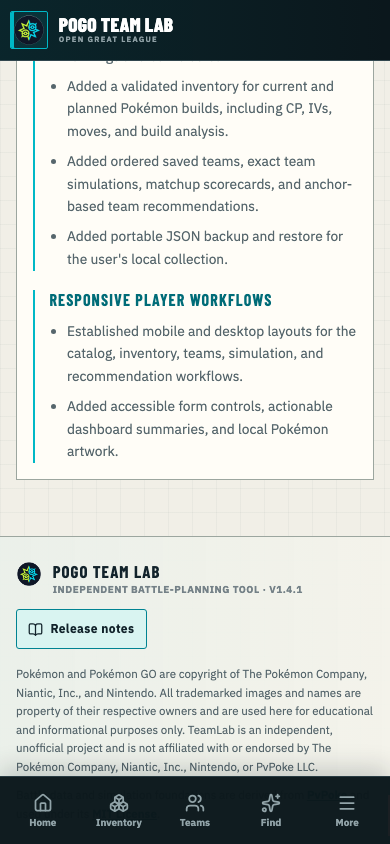 POGO TEAM LAB
OPEN GREAT LEAGUE
Added a validated inventory for current and
planned Pokémon builds, including CP, IVs,
moves, and build analysis.
Added ordered saved teams, exact team
simulations, matchup scorecards, and anchor-
based team recommendations.
Added portable JSON backup and restore for
the user's local collection.
RESPONSIVE PLAYER WORKFLOWS
Established mobile and desktop layouts for the
catalog, inventory, teams, simulation, and
recommendation workflows.
Added accessible form controls, actionable
dashboard summaries, and local Pokémon
artwork.
POGO TEAM LAB
INDEPENDENT BATTLE-PLANNING TOOL · V1.4.1
Release notes
Pokémon and Pokémon GO are copyright of The Pokémon Company,
Niantic, Inc., and Nintendo. All trademarked images and names are
property of their respective owners and are used here for educational
and informational purposes only. TeamLab is an independent,
unofficial project and is not affiliated with or endorsed by The
Pokémon Company, Niantic, Inc., Nintendo, or PvPoke LLC.
Home
Inventory
Teams
Find
More